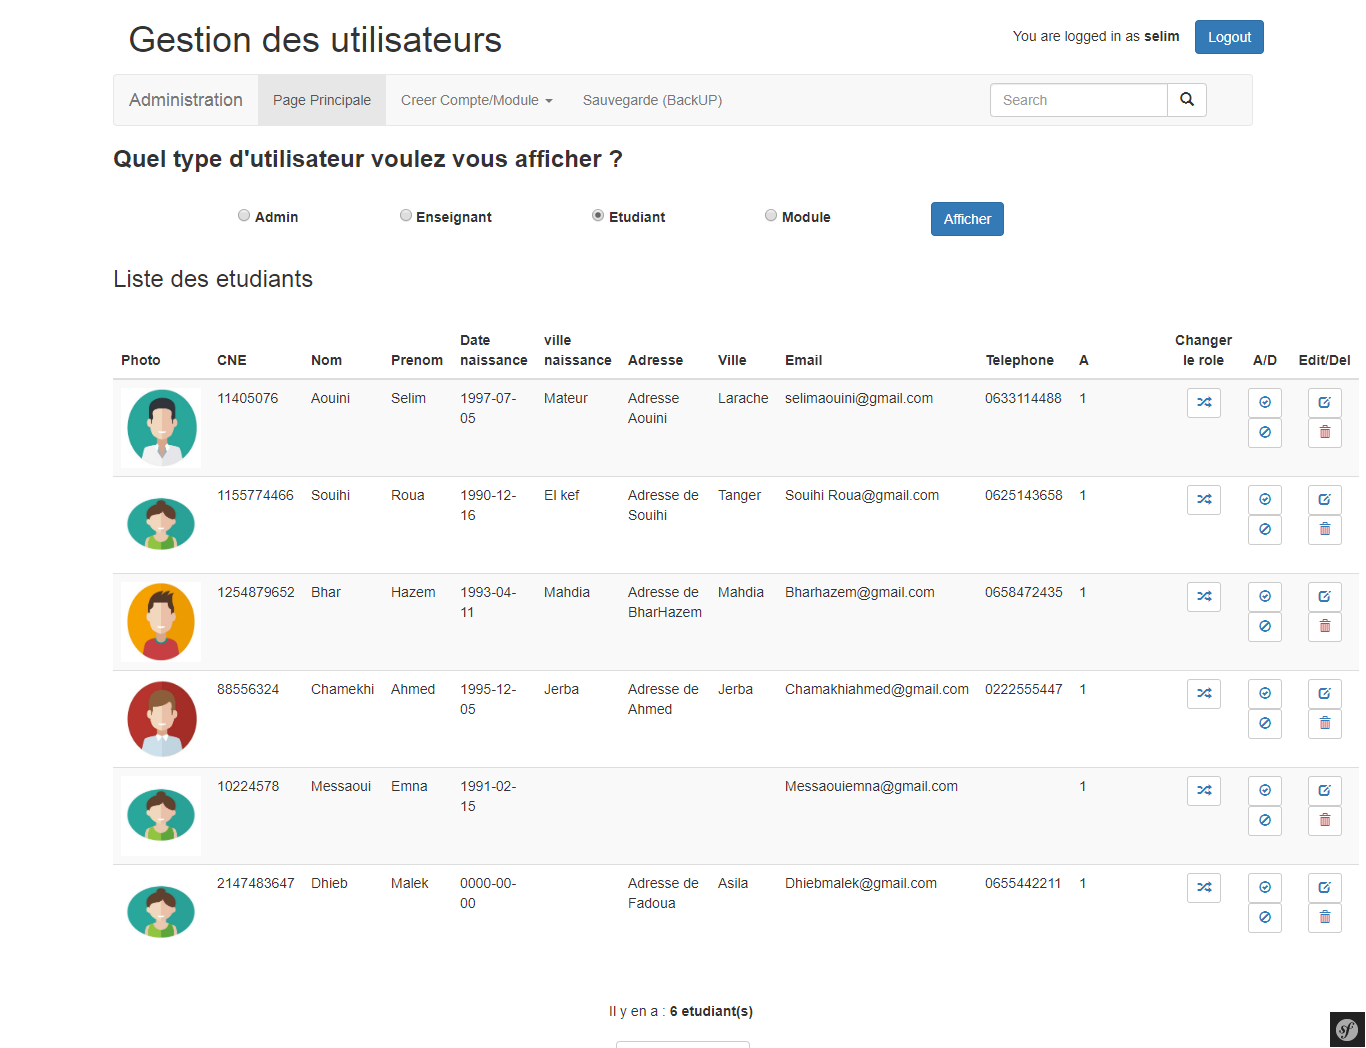 Gestion des utilisateurs
You are logged in as selim
Logout
Administration Page Principale Creer Compte/Module Sauvegarde (BackUP) Search
Quel type d'utilisateur voulez vous afficher ?
Admin Enseignant Etudiant Module Afficher
Liste des etudiants
Date ville Changer
Photo CNE Nom Prenom naissance naissance Adresse Ville Email Telephone A le role A/D Edit/Del
11405076 Aouini Selim 1997-07- Mateur Adresse Larache selimaouini@gmail.com 0633114488 1
05 Aouini
1155774466 Souihi Roua 1990-12- El kef Adresse de Tanger Souihi Roua@gmail.com 0625143658 1
16 Souihi
1254879652 Bhar Hazem 1993-04- Mahdia Adresse de Mahdia Bharhazem@gmail.com 0658472435 1
11 BharHazem
88556324 Chamekhi Ahmed 1995-12- Jerba Adresse de Jerba Chamakhiahmed@gmail.com 0222555447 1
05 Ahmed
10224578 Messaoui Emna 1991-02- Messaouiemna@gmail.com 1
15
2147483647 Dhieb Malek 0000-00- Adresse de Asila Dhiebmalek@gmail.com 0655442211 1
00 Fadoua
Il y en a : 6 etudiant(s)
sf